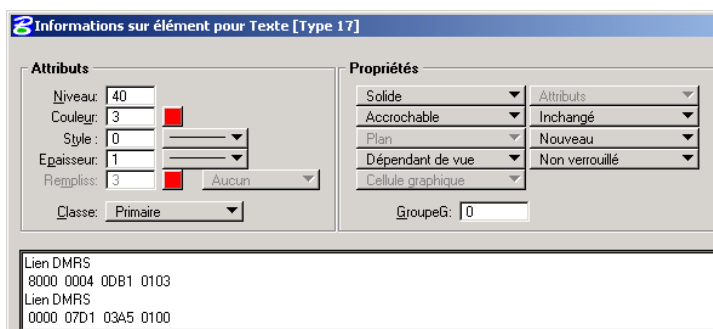 Informations sur élément pour Texte [Type 17]
Attributs
Niveau: 40
Couleur: 3
Style : 0
Epaisseur: 1
Rempliss: 3 Aucun
Classe: Primaire
Propriétés
Solide Attributs
Accrochable Inchangé
Plan Nouveau
Dépendant de vue Non verrouillé
Cellule graphique
GroupeG: 0
Lien DMRS
8000 0004 0DB1 0103
Lien DMRS
0000 07D1 03A5 0100